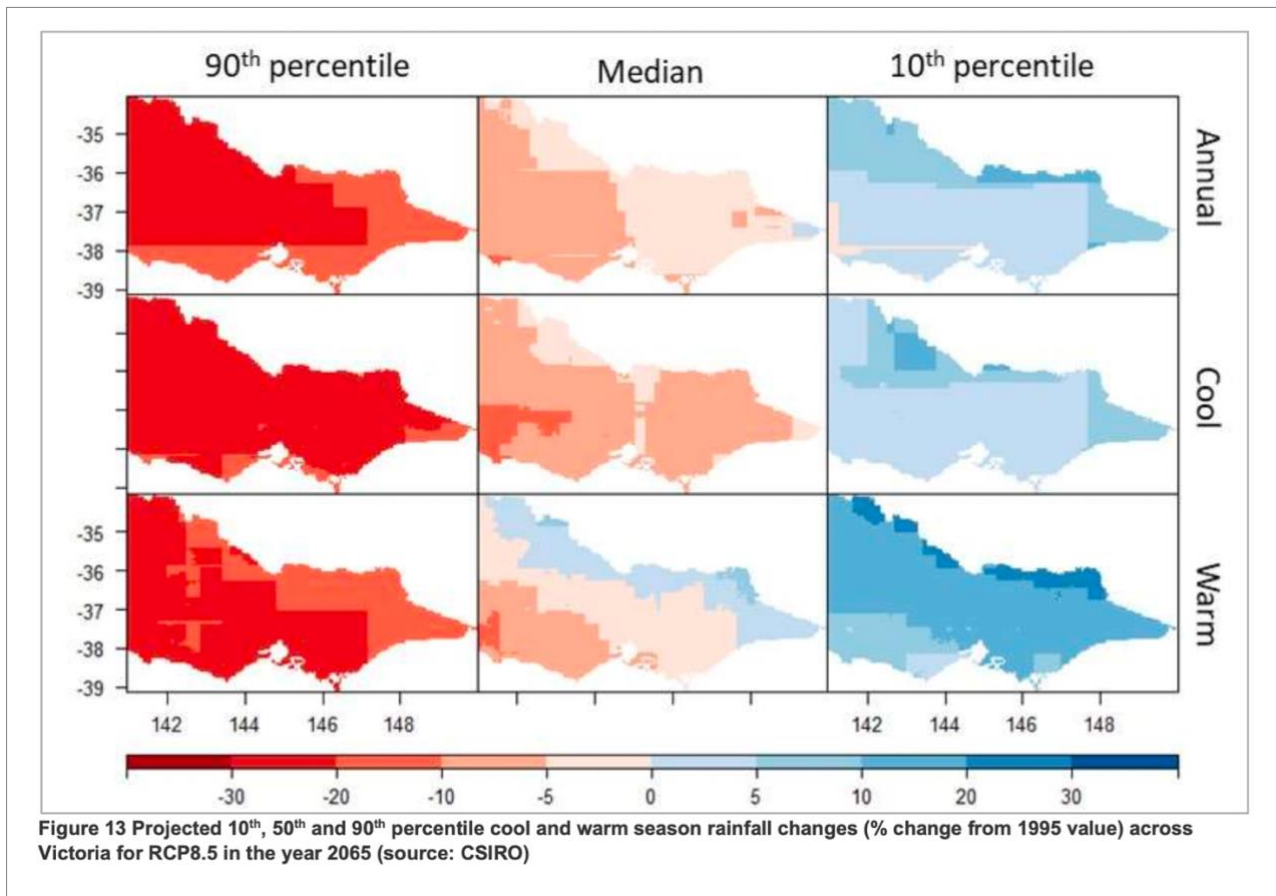 90th percentile Median 10th percentile
-35
-36
-37
-38
-39
Annual
Cool
-35
-36
-37
-38
-39
Warm
142 144 146 148 142 144 146 148
-30 -20 -10 -5 0 5 10 20 30
Figure 13 Projected 10th, 50th and 90th percentile cool and warm season rainfall changes (% change from 1995 value) across
Victoria for RCP8.5 in the year 2065 (source: CSIRO)